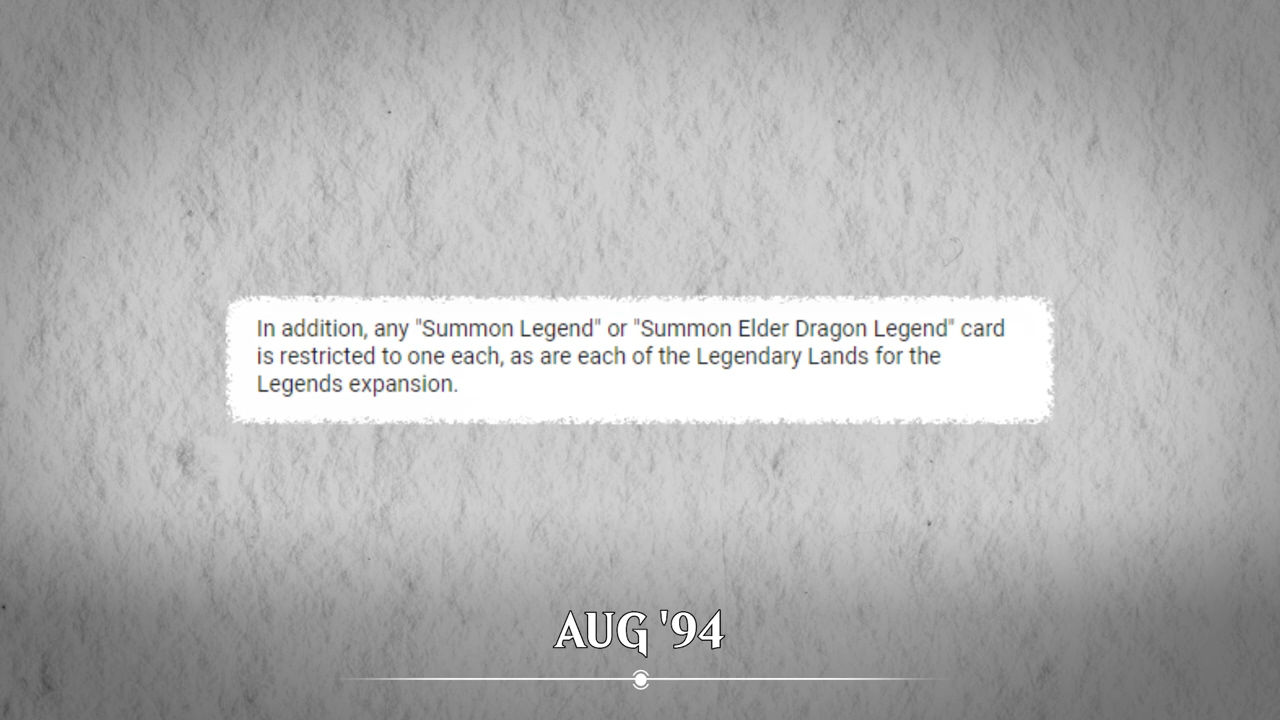 In addition, any "Summon Legend" or "Summon Elder Dragon Legend" card
is restricted to one each, as are each of the Legendary Lands for the
Legends expansion.
AUG '94